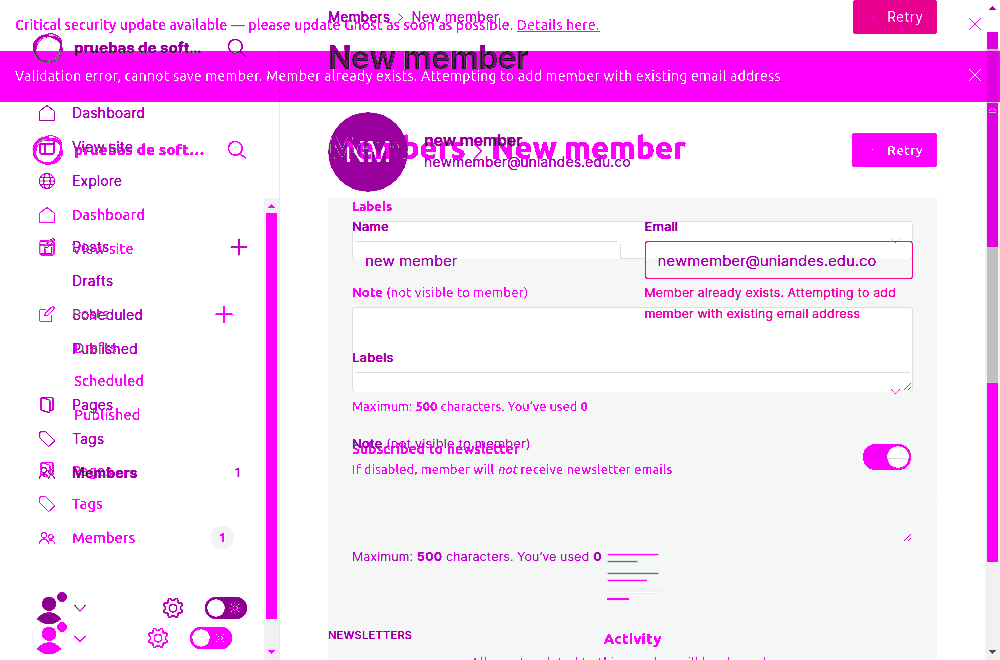 Members > New member
Retry
Critical security update available — please update Ghost as soon as possible. Details here.
pruebas de soft...
New member
Validation error, cannot save member. Member already exists. Attempting to add member with existing email address
Dashboard
View site
pruebas de soft...
Explore
Dashboard
Posts
View site
Drafts
Scheduled
Posts
Published
Drafts
Scheduled
Pages
Published
Tags
Members 1
Pages
Tags
Members 1
NM
new member
newmember@uniandes.edu.co
Members > New member
Retry
Labels
Name
Email
new member
newmember@uniandes.edu.co
Note (not visible to member)
Member already exists. Attempting to add
member with existing email address
Labels
Maximum: 500 characters. You've used 0
Note (not visible to member)
Subscribed to newsletter
If disabled, member will not receive newsletter emails
Maximum: 500 characters. You've used 0
NEWSLETTERS
Activity